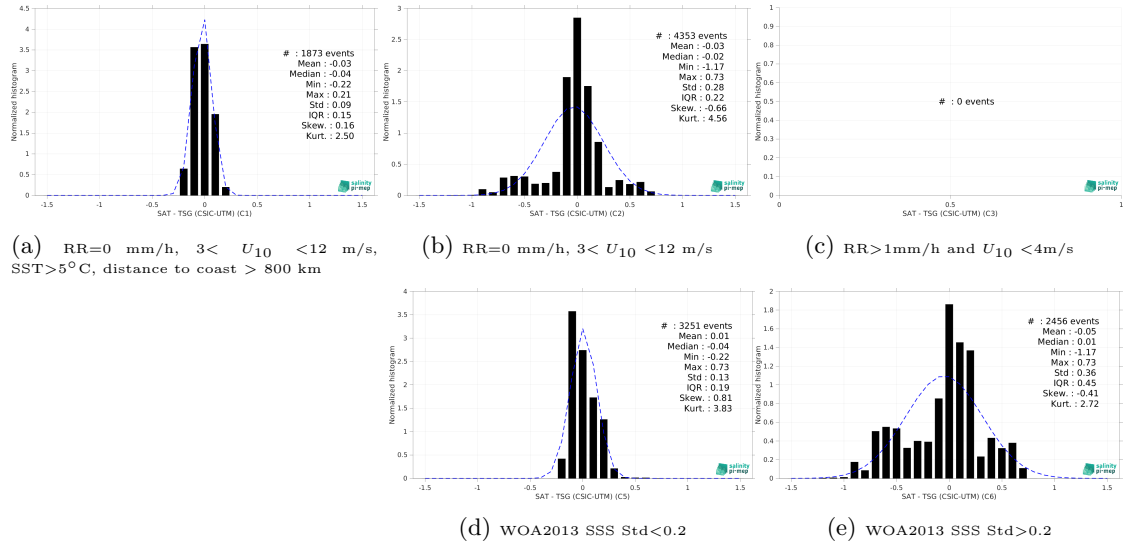 4.5
4
3.5
3
2.5
2
1.5
1
0.5
0
-1.5 -1 -0.5 0 0.5 1 1.5
Normalized histogram
SAT - TSG (CSIC-UTM) (C1)
# : 1873 events
Mean : -0.03
Median : -0.04
Min : -0.22
Max : 0.21
Std : 0.09
IQR : 0.15
Skew. : 0.16
Kurt. : 2.50
salinity
pi-mep
(a) RR=0 mm/h, 3< U10 <12 m/s,
SST>5°C, distance to coast > 800 km
3
2.5
2
1.5
1
0.5
0
-1.5 -1 -0.5 0 0.5 1 1.5
Normalized histogram
SAT - TSG (CSIC-UTM) (C2)
# : 4353 events
Mean : -0.03
Median : -0.02
Min : -1.17
Max : 0.73
Std : 0.28
IQR : 0.22
Skew. : -0.66
Kurt. : 4.56
salinity
pi-mep
(b) RR=0 mm/h, 3< U10 <12 m/s
1
0.9
0.8
0.7
0.6
0.5
0.4
0.3
0.2
0.1
0
0 0.5 1
Normalized histogram
SAT - TSG (CSIC-UTM) (C3)
# : 0 events
salinity
pi-mep
(c) RR>1mm/h and U10 <4m/s
4
3.5
3
2.5
2
1.5
1
0.5
0
-1.5 -1 -0.5 0 0.5 1 1.5
Normalized histogram
SAT - TSG (CSIC-UTM) (C5)
# : 3251 events
Mean : 0.01
Median : -0.04
Min : -0.22
Max : 0.73
Std : 0.13
IQR : 0.19
Skew. : 0.81
Kurt. : 3.83
salinity
pi-mep
(d) WOA2013 SSS Std<0.2
2
1.8
1.6
1.4
1.2
1
0.8
0.6
0.4
0.2
0
-1.5 -1 -0.5 0 0.5 1 1.5
Normalized histogram
SAT - TSG (CSIC-UTM) (C6)
# : 2456 events
Mean : -0.05
Median : 0.01
Min : -1.17
Max : 0.73
Std : 0.36
IQR : 0.45
Skew. : -0.41
Kurt. : 2.72
salinity
pi-mep
(e) WOA2013 SSS Std>0.2